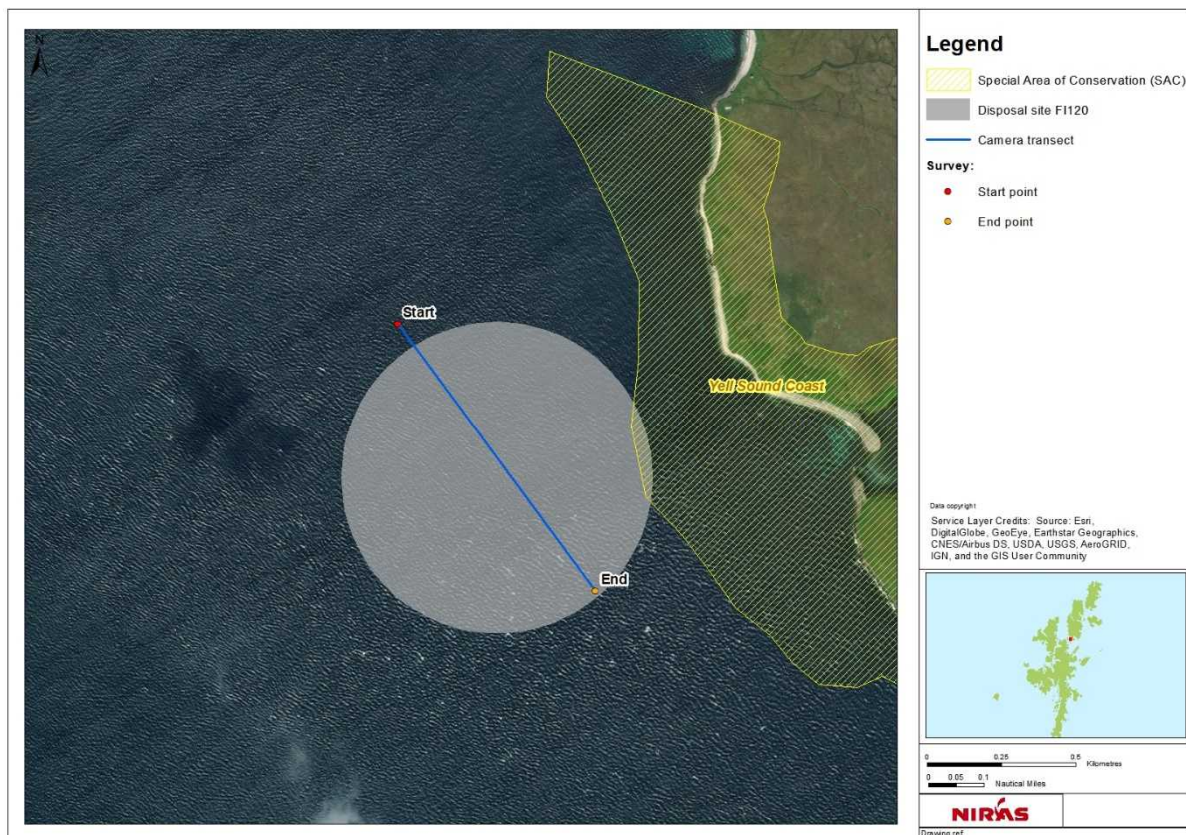 N
Start
End
Yell Sound Coast
Legend
Special Area of Conservation (SAC)
Disposal site FI120
Camera transect
Survey:
Start point
End point
Data copyright
Service Layer Credits: Source: Esri,
DigitalGlobe, GeoEye, Earthstar Geographics,
CNES/Airbus DS, USDA, USGS, AeroGRID,
IGN, and the GIS User Community
0 0.25 0.5
Kilometres
0 0.05 0.1
Nautical Miles
NIRAS
Drawing ref